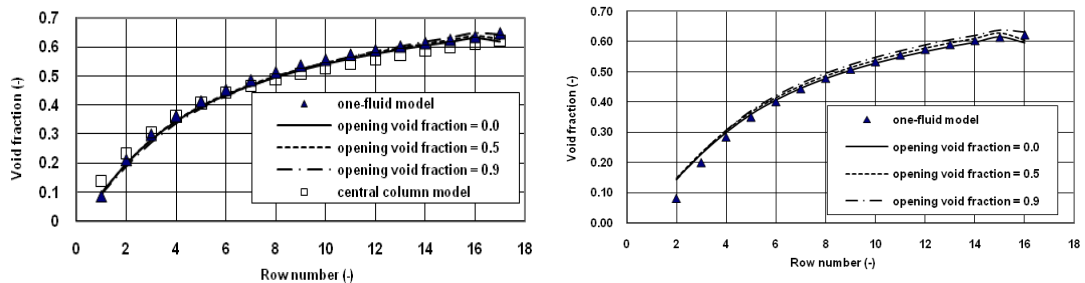 0.7
0.6
0.5
0.4
0.3
0.2
0.1
0
Void fraction (-)
one-fluid model
opening void fraction = 0.0
opening void fraction = 0.5
opening void fraction = 0.9
central column model
0 2 4 6 8 10 12 14 16 18
Row number (-)
0.70
0.60
0.50
0.40
0.30
0.20
0.10
0.00
Void fraction (-)
one-fluid model
opening void fraction = 0.0
opening void fraction = 0.5
opening void fraction = 0.9
0 2 4 6 8 10 12 14 16 18
Row number (-)